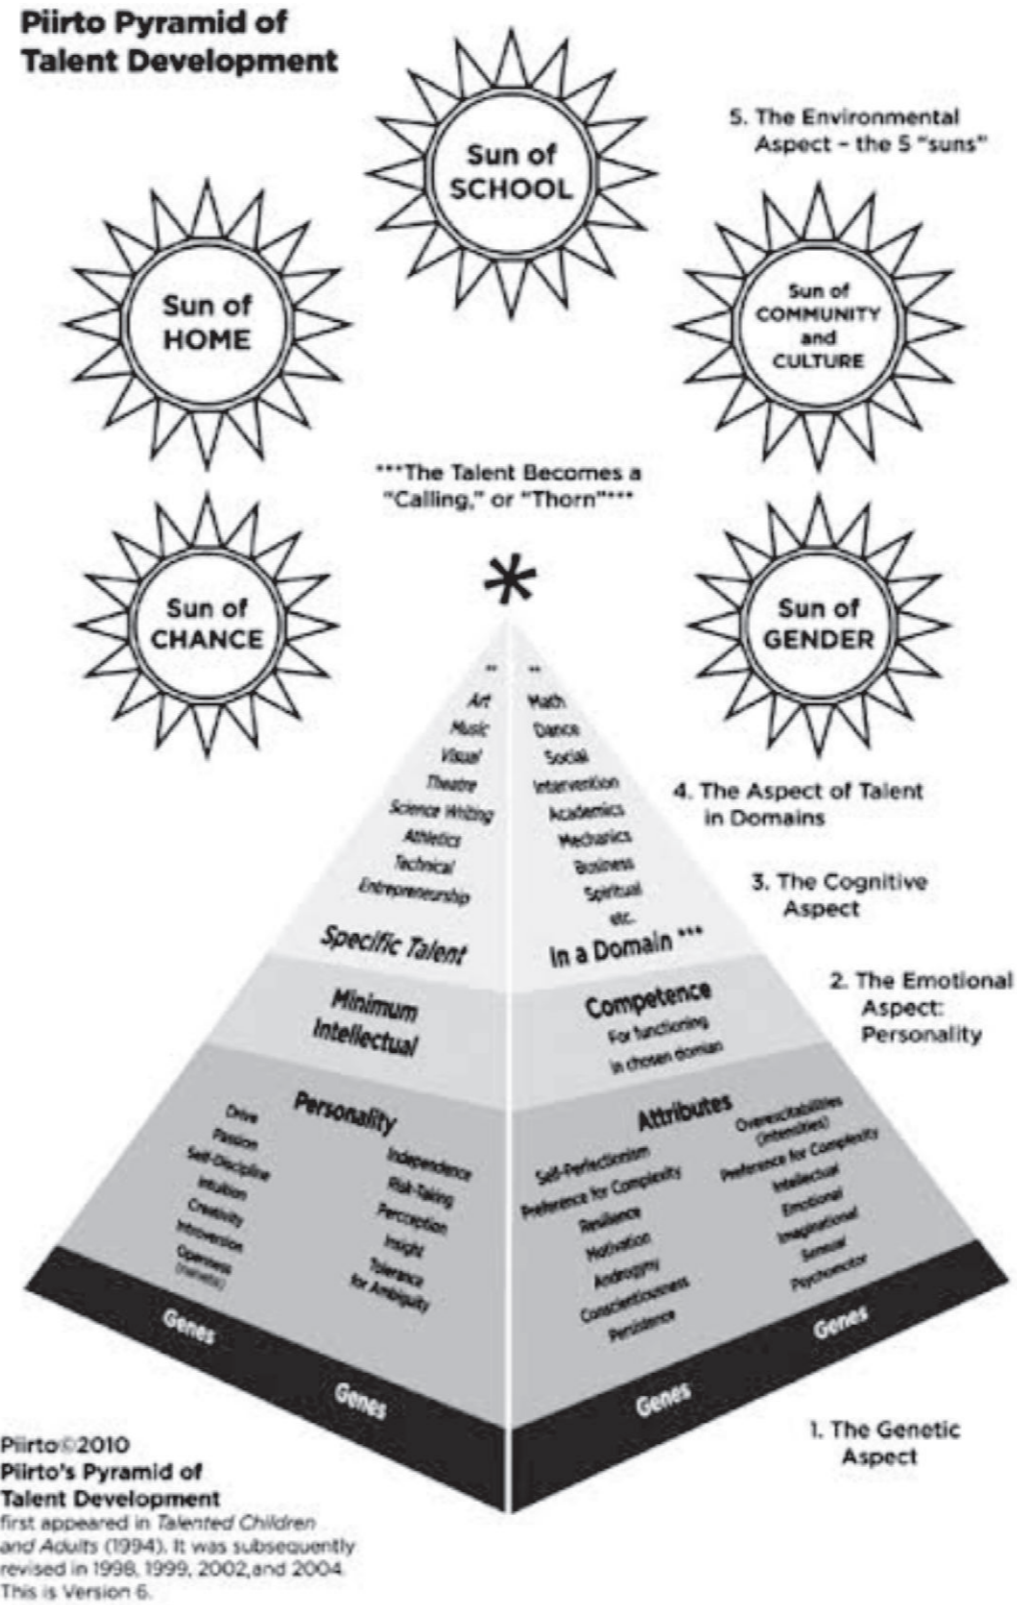 Piirto Pyramid of
Talent Development
Sun of
SCHOOL
5. The Environmental
Aspect – the 5 "suns"
Sun of
HOME
Sun of
COMMUNITY
and
CULTURE
***The Talent Becomes a
"Calling," or "Thorn"***
*
Sun of
CHANCE
Sun of
GENDER
** **
Art
Music
Visual
Theatre
Science Writing
Athletics
Technical
Entrepreneurship
Specific Talent
Math
Dance
Social
Intervention
Academics
Mechanics
Business
Spiritual
etc.
In a Domain ***
4. The Aspect of Talent
in Domains
3. The Cognitive
Aspect
Minimum
Intellectual
Competence
For functioning
in chosen domian
2. The Emotional
Aspect:
Personality
Personality
Drive
Passion
Self-Discipline
Intuition
Creativity
Introversion
Openness
Independence
Risk-Taking
Perception
Insight
Tolerance
for Ambiguity
Attributes
Self-Perfectionism
Preference for Complexity
Resilience
Motivation
Androgyny
Conscientiousness
Persistence
Overexcitabilities
(Intensities)
Preference for Complexity
Intellectual
Emotional
Imaginational
Sensual
Psychomotor
Genes
Genes
Genes
Genes
1. The Genetic
Aspect
Piirto©2010
Piirto's Pyramid of
Talent Development
first appeared in Talented Children
and Adults (1994). It was subsequently
revised in 1998, 1999, 2002,and 2004.
This is Version 6.